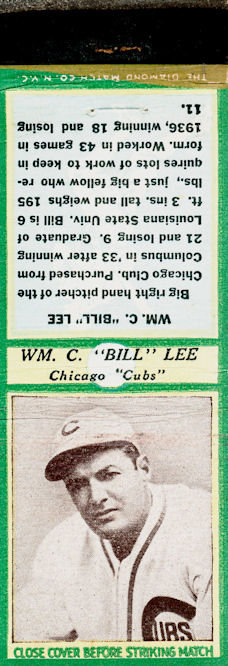 THE DIAMOND MATCH CO. N.Y.C.
WM. C. "BILL" LEE
Big right hand pitcher of the
Chicago Club. Purchased from
Columbus in '33 after winning
21 and losing 9. Graduate of
Louisiana State Univ. Bill is 6
ft. 3 ins. tall and weighs 195
lbs., just a big fellow who re-
quires lots of work to keep in
form. Worked in 43 games in
1936, winning 18 and losing
11.
WM. C. "BILL" LEE
Chicago "Cubs"
C
UBS
CLOSE COVER BEFORE STRIKING MATCH